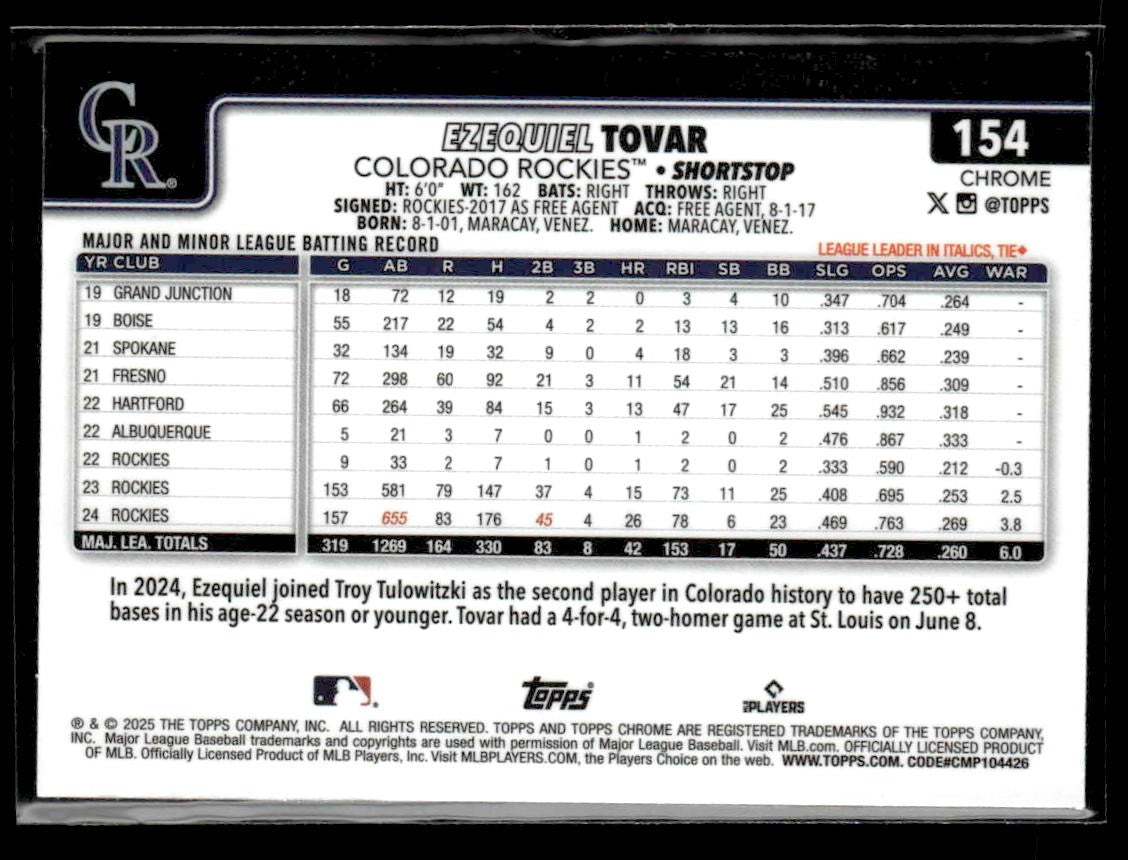 CR®
EZEQUIEL TOVAR
154
COLORADO ROCKIES™ • SHORTSTOP
CHROME
HT: 6'0" WT: 162 BATS: RIGHT THROWS: RIGHT
SIGNED: ROCKIES-2017 AS FREE AGENT ACQ: FREE AGENT, 8-1-17
X @TOPPS
BORN: 8-1-01, MARACAY, VENEZ. HOME: MARACAY, VENEZ.
MAJOR AND MINOR LEAGUE BATTING RECORD
LEAGUE LEADER IN ITALICS, TIE◆
YR CLUB G AB R H 2B 3B HR RBI SB BB SLG OPS AVG WAR
19 GRAND JUNCTION 18 72 12 19 2 2 0 3 4 10 .347 .704 .264 -
19 BOISE 55 217 22 54 4 2 2 13 13 16 .313 .617 .249 -
21 SPOKANE 32 134 19 32 9 0 4 18 3 3 .396 .662 .239 -
21 FRESNO 72 298 60 92 21 3 11 54 21 14 .510 .856 .309 -
22 HARTFORD 66 264 39 84 15 3 13 47 17 25 .545 .932 .318 -
22 ALBUQUERQUE 5 21 3 7 0 0 1 2 0 2 .476 .867 .333 -
22 ROCKIES 9 33 2 7 1 0 1 2 0 2 .333 .590 .212 -0.3
23 ROCKIES 153 581 79 147 37 4 15 73 11 25 .408 .695 .253 2.5
24 ROCKIES 157 655 83 176 45 4 26 78 6 23 .469 .763 .269 3.8
MAJ. LEA. TOTALS 319 1269 164 330 83 8 42 153 17 50 .437 .728 .260 6.0
In 2024, Ezequiel joined Troy Tulowitzki as the second player in Colorado history to have 250+ total
bases in his age-22 season or younger. Tovar had a 4-for-4, two-homer game at St. Louis on June 8.
topps® PLAYERS
® & © 2025 THE TOPPS COMPANY, INC. ALL RIGHTS RESERVED. TOPPS AND TOPPS CHROME ARE REGISTERED TRADEMARKS OF THE TOPPS COMPANY,
INC. Major League Baseball trademarks and copyrights are used with permission of Major League Baseball. Visit MLB.com. OFFICIALLY LICENSED PRODUCT
OF MLB. Officially Licensed Product of MLB Players, Inc. Visit MLBPLAYERS.COM, the Players Choice on the web. WWW.TOPPS.COM. CODE#CMP104426